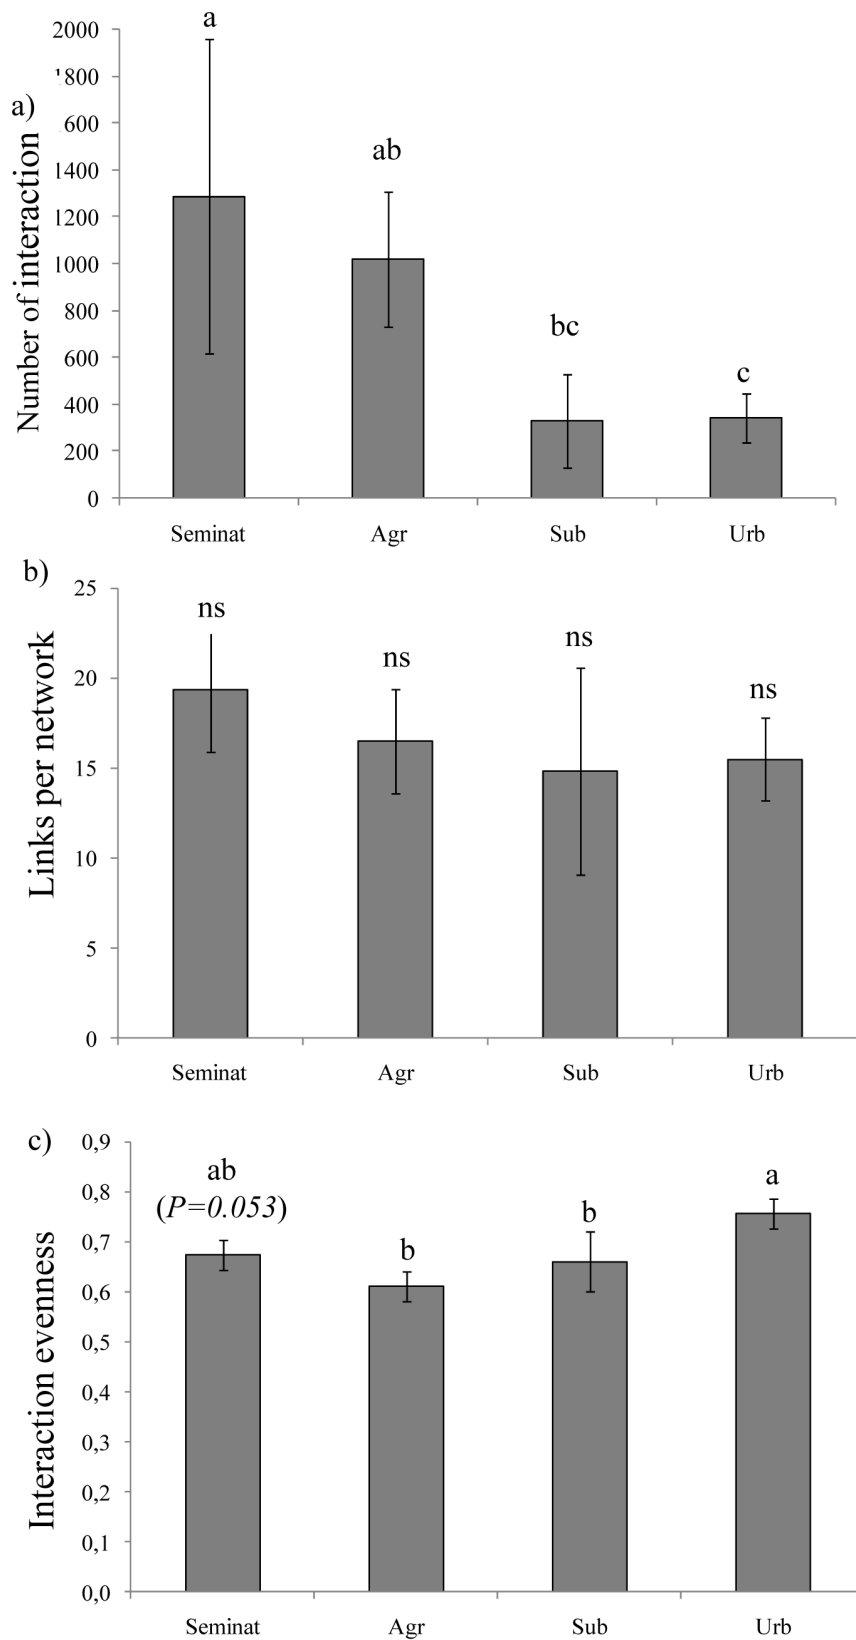 a)
Number of interaction
2000
1800
1600
1400
1200
1000
800
600
400
200
0
a
ab
bc
c
Seminat Agr Sub Urb
b)
Links per network
25
20
15
10
5
0
ns
ns
ns
ns
Seminat Agr Sub Urb
c)
Interaction evenness
0,9
0,8
0,7
0,6
0,5
0,4
0,3
0,2
0,1
0,0
ab
(P=0.053)
b
b
a
Seminat Agr Sub Urb